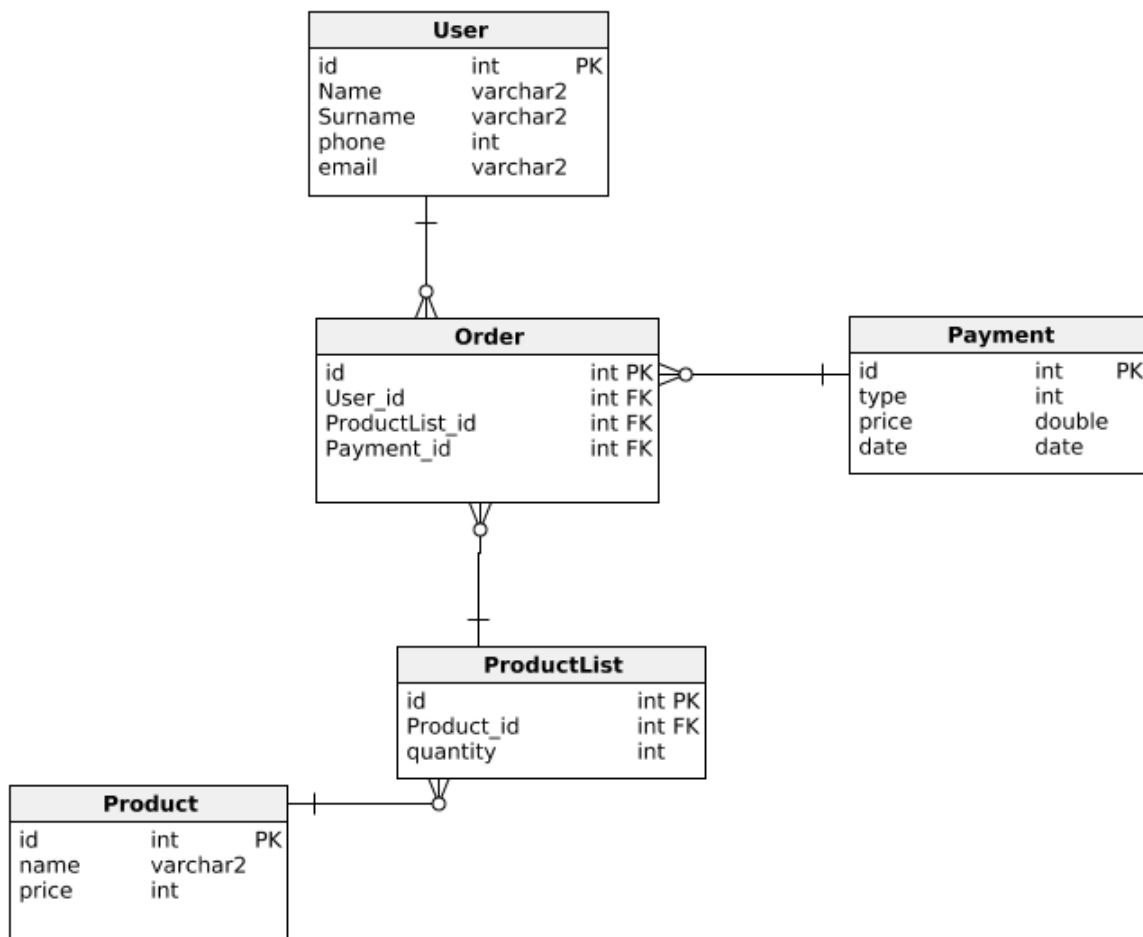 User
id int PK
Name varchar2
Surname varchar2
phone int
email varchar2
Order
id int PK
User_id int FK
ProductList_id int FK
Payment_id int FK
Payment
id int PK
type int
price double
date date
ProductList
id int PK
Product_id int FK
quantity int
Product
id int PK
name varchar2
price int